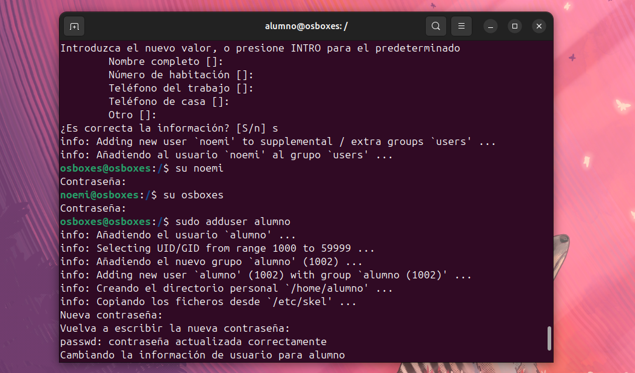 alumno@osboxes: /
Introduzca el nuevo valor, o presione INTRO para el predeterminado
Nombre completo []:
Número de habitación []:
Teléfono del trabajo []:
Teléfono de casa []:
Otro []:
¿Es correcta la información? [S/n] s
info: Adding new user `noemi' to supplemental / extra groups `users' ...
info: Añadiendo al usuario `noemi' al grupo `users' ...
osboxes@osboxes:/$ su noemi
Contraseña:
noemi@osboxes:/$ su osboxes
Contraseña:
osboxes@osboxes:/$ sudo adduser alumno
info: Añadiendo el usuario `alumno' ...
info: Selecting UID/GID from range 1000 to 59999 ...
info: Añadiendo el nuevo grupo `alumno' (1002) ...
info: Adding new user `alumno' (1002) with group `alumno (1002)' ...
info: Creando el directorio personal `/home/alumno' ...
info: Copiando los ficheros desde `/etc/skel' ...
Nueva contraseña:
Vuelva a escribir la nueva contraseña:
passwd: contraseña actualizada correctamente
Cambiando la información de usuario para alumno